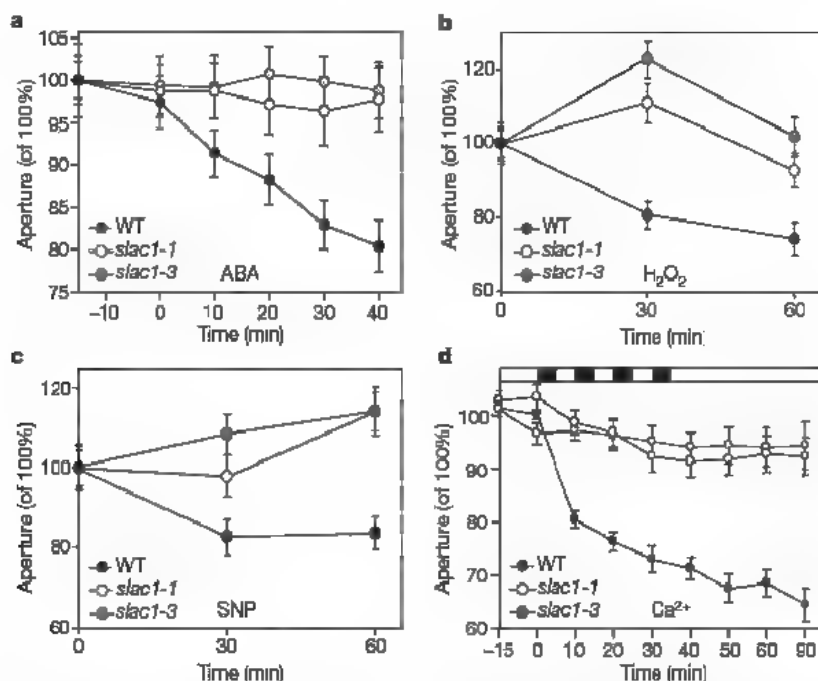 a
Aperture (of 100%)
105
100
95
90
85
80
75
WT
slac1-1
slac1-3
ABA
–10 0 10 20 30 40
Time (min)
b
Aperture (of 100%)
120
100
80
60
WT
slac1-1
slac1-3
H₂O₂
0 30 60
Time (min)
c
Aperture (of 100%)
120
100
80
60
WT
slac1-1
slac1-3
SNP
0 30 60
Time (min)
d
Aperture (of 100%)
100
90
80
70
60
WT
slac1-1
slac1-3
Ca²⁺
–15 0 10 20 30 40 50 60 90
Time (min)